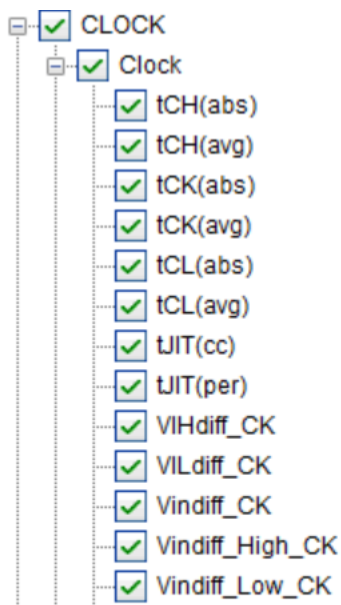 CLOCK
Clock
tCH(abs)
tCH(avg)
tCK(abs)
tCK(avg)
tCL(abs)
tCL(avg)
tJIT(cc)
tJIT(per)
VIHdiff_CK
VILdiff_CK
Vindiff_CK
Vindiff_High_CK
Vindiff_Low_CK